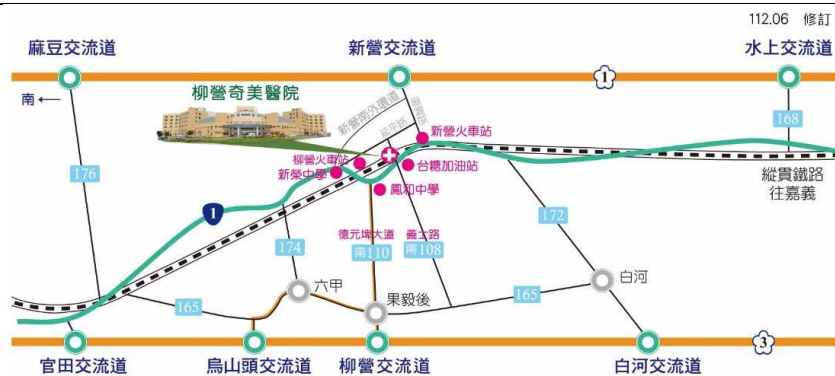 112.06 修訂
麻豆交流道
新營交流道
水上交流道
1
南←
柳營奇美醫院
新營南外環道
延平路
復興路
新營火車站
168
柳營火車站
新榮中學
台糖加油站
縱貫鐵路
往嘉義
176
鳳和中學
1
172
德元埤大道
義士路
174
南110
南108
六甲
白河
165
果毅後
165
3
官田交流道
烏山頭交流道
柳營交流道
白河交流道